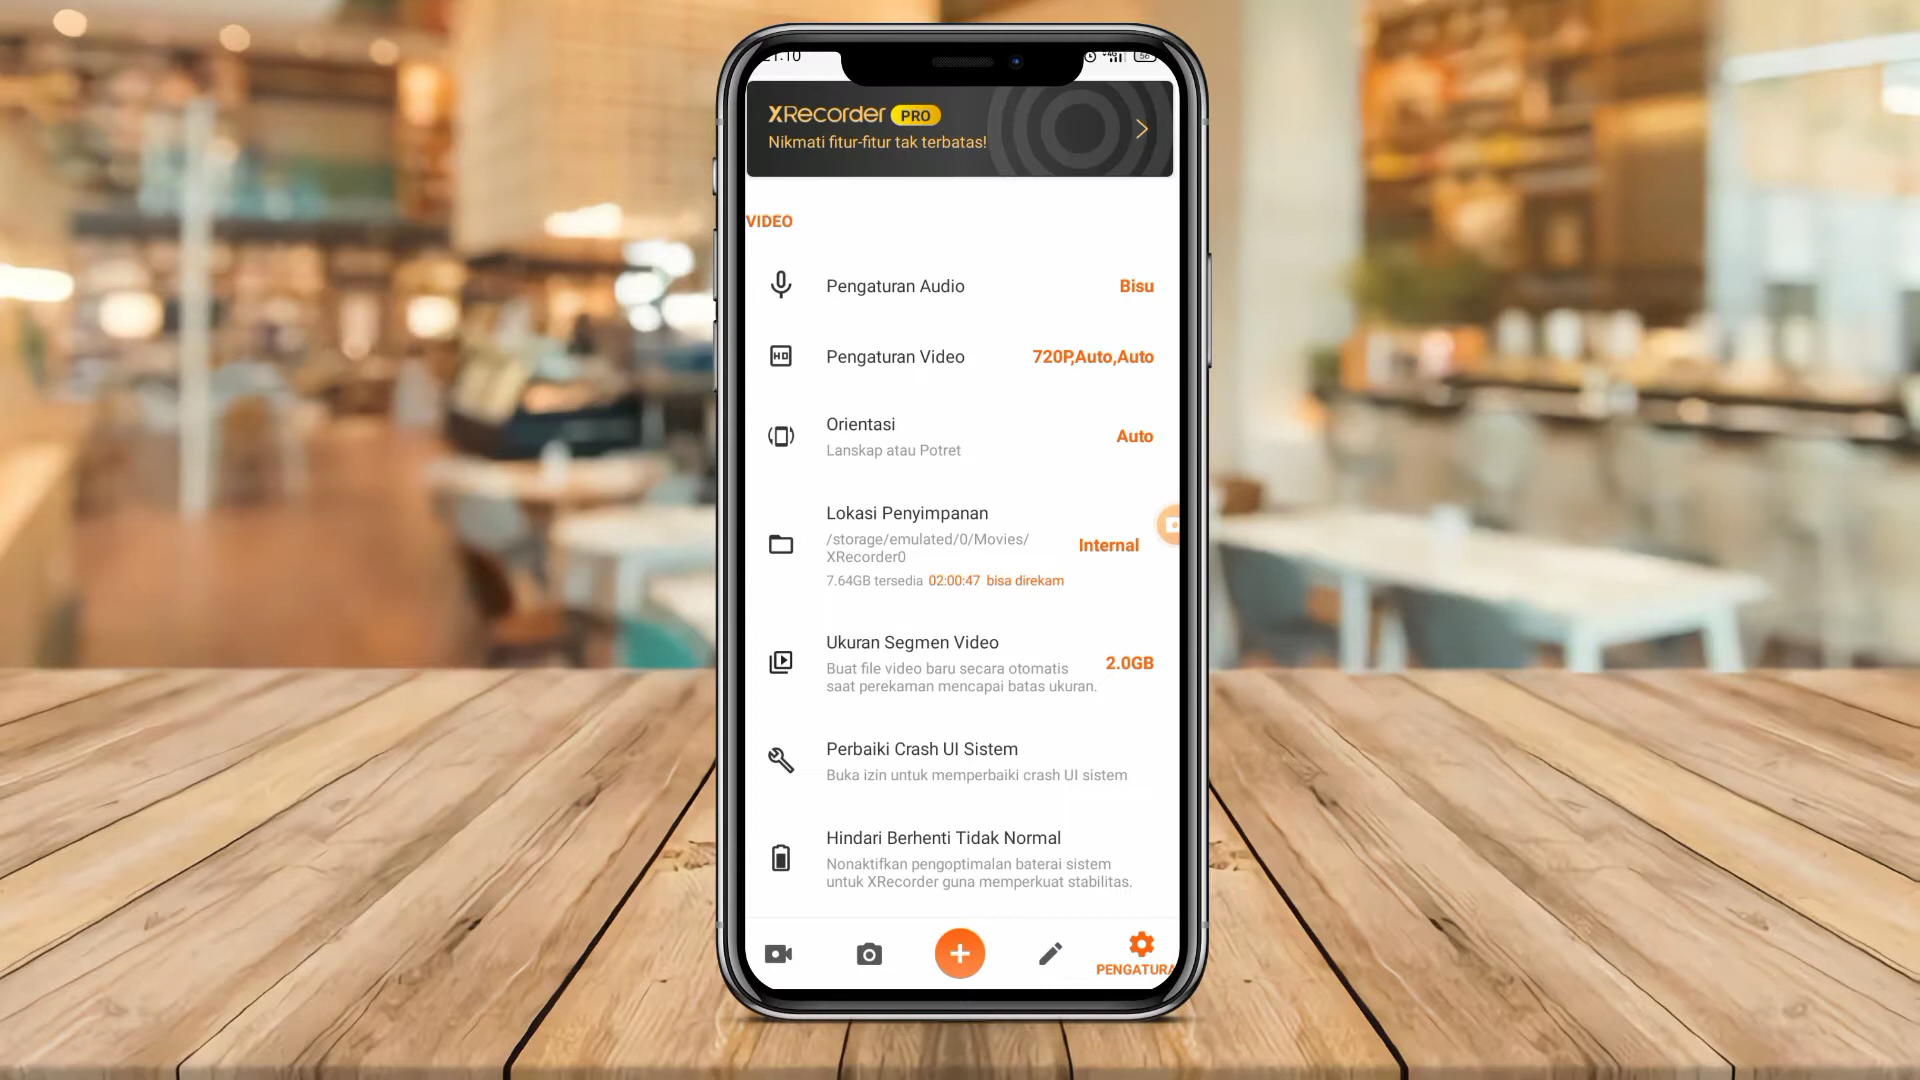 XRecorder PRO
Nikmati fitur-fitur tak terbatas!
VIDEO
Pengaturan Audio
Bisu
HD
Pengaturan Video
720P,Auto,Auto
Orientasi
Lanskap atau Potret
Auto
Lokasi Penyimpanan
/storage/emulated/0/Movies/
XRecorder0
7.64GB tersedia 02:00:47 bisa direkam
Internal
Ukuran Segmen Video
Buat file video baru secara otomatis
saat perekaman mencapai batas ukuran.
2.0GB
Perbaiki Crash UI Sistem
Buka izin untuk memperbaiki crash UI sistem
Hindari Berhenti Tidak Normal
Nonaktifkan pengoptimalan baterai sistem
untuk XRecorder guna memperkuat stabilitas.
PENGATURA